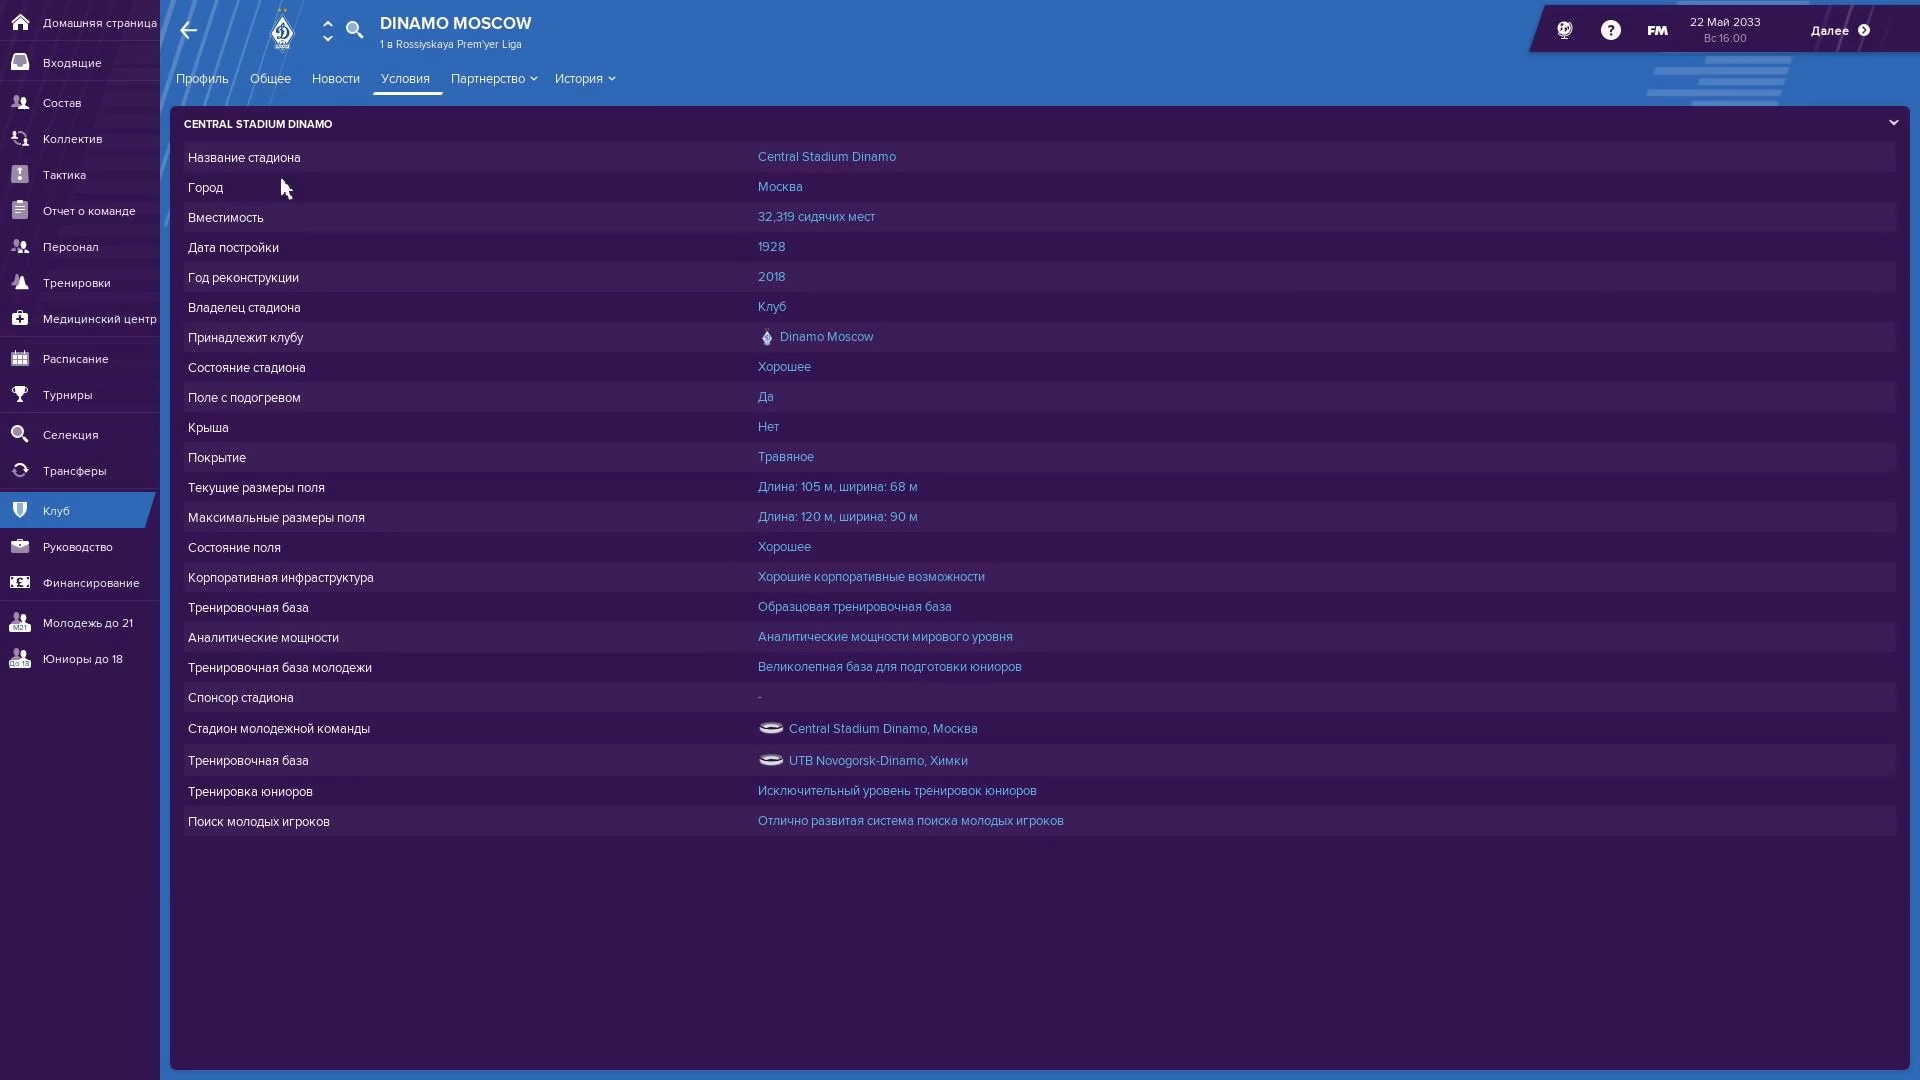 Домашняя страница
Входящие
Состав
Коллектив
Тактика
Отчет о команде
Персонал
Тренировки
Медицинский центр
Расписание
Турниры
Селекция
Трансферы
Клуб
Руководство
Финансирование
M21 Молодежь до 21
До 18 Юниоры до 18
DINAMO MOSCOW
1 в Rossiyskaya Prem'yer Liga
? FM
22 Май 2033
Вс 16:00
Далее
Профиль Общее Новости Условия Партнерство История
CENTRAL STADIUM DINAMO
Название стадиона Central Stadium Dinamo
Город Москва
Вместимость 32,319 сидячих мест
Дата постройки 1928
Год реконструкции 2018
Владелец стадиона Клуб
Принадлежит клубу Dinamo Moscow
Состояние стадиона Хорошее
Поле с подогревом Да
Крыша Нет
Покрытие Травяное
Текущие размеры поля Длина: 105 м, ширина: 68 м
Максимальные размеры поля Длина: 120 м, ширина: 90 м
Состояние поля Хорошее
Корпоративная инфраструктура Хорошие корпоративные возможности
Тренировочная база Образцовая тренировочная база
Аналитические мощности Аналитические мощности мирового уровня
Тренировочная база молодежи Великолепная база для подготовки юниоров
Спонсор стадиона -
Стадион молодежной команды Central Stadium Dinamo, Москва
Тренировочная база UTB Novogorsk-Dinamo, Химки
Тренировка юниоров Исключительный уровень тренировок юниоров
Поиск молодых игроков Отлично развитая система поиска молодых игроков